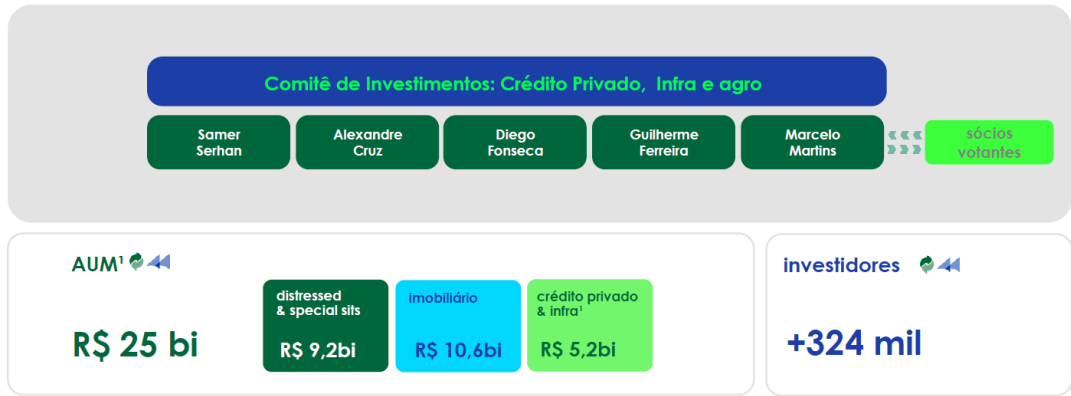 Comitê de Investimentos: Crédito Privado, Infra e agro
Samer
Serhan
Alexandre
Cruz
Diego
Fonseca
Guilherme
Ferreira
Marcelo
Martins
sócios
votantes
AUM¹
R$ 25 bi
distressed
& special sits
R$ 9,2bi
imobiliário
R$ 10,6bi
crédito privado
& infra¹
R$ 5,2bi
investidores
+324 mil